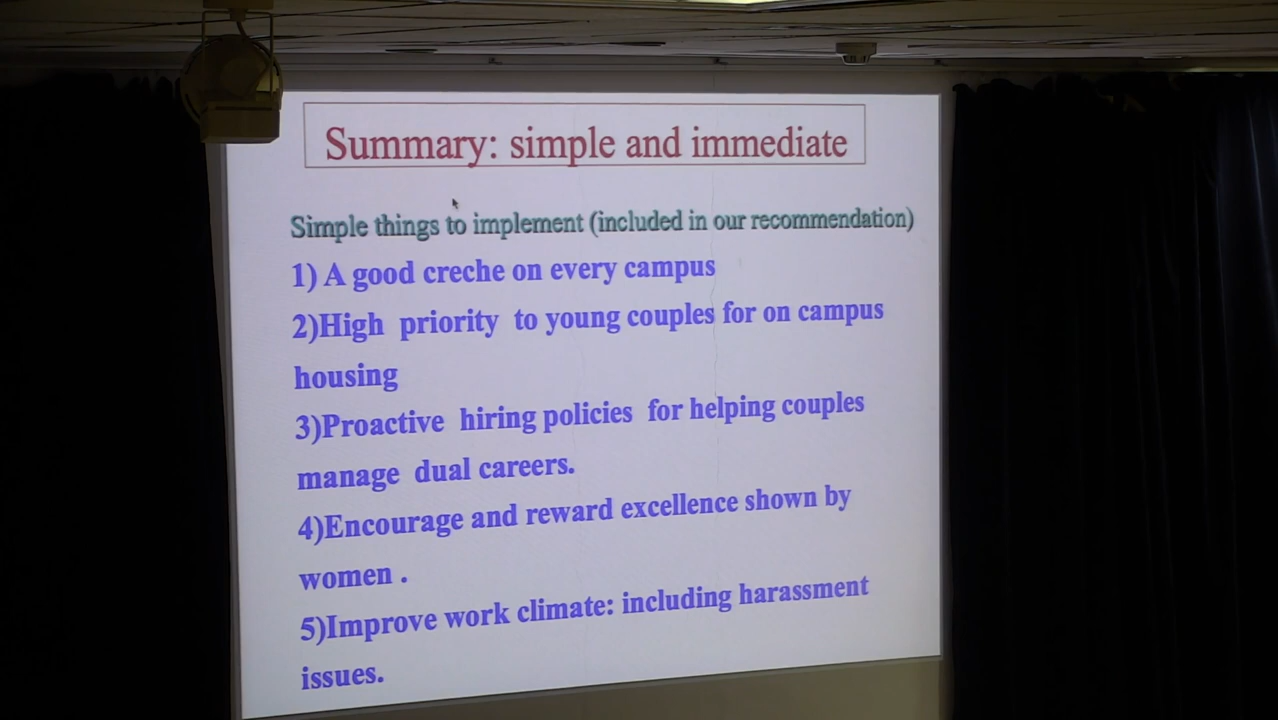 Summary: simple and immediate
Simple things to implement (included in our recommendation)
1) A good creche on every campus
2)High priority to young couples for on campus
housing
3)Proactive hiring policies for helping couples
manage dual careers.
4)Encourage and reward excellence shown by
women .
5)Improve work climate: including harassment
issues.